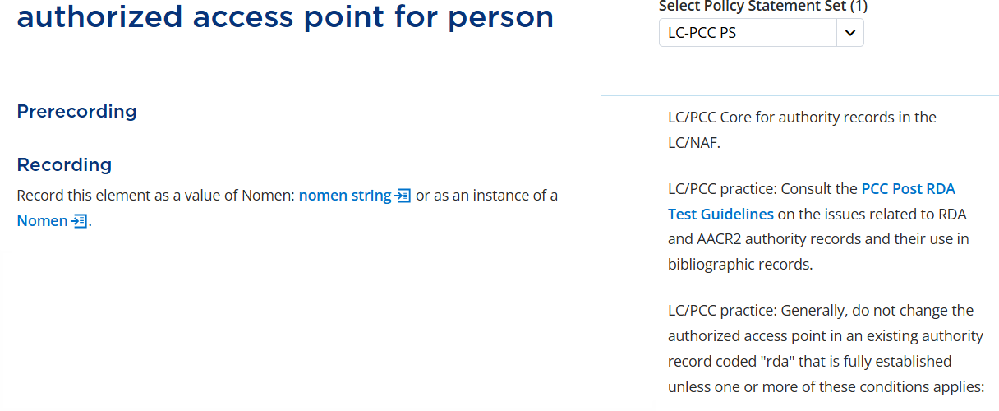 authorized access point for person
Select Policy Statement Set (1)
LC-PCC PS
Prerecording
Recording
Record this element as a value of Nomen: nomen string or as an instance of a
Nomen.
LC/PCC Core for authority records in the
LC/NAF.
LC/PCC practice: Consult the PCC Post RDA
Test Guidelines on the issues related to RDA
and AACR2 authority records and their use in
bibliographic records.
LC/PCC practice: Generally, do not change the
authorized access point in an existing authority
record coded "rda" that is fully established
unless one or more of these conditions applies: